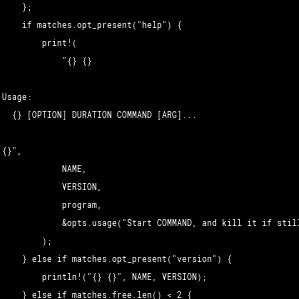 };
if matches.opt_present("help") {
print!(
"{} {}
Usage:
{} [OPTION] DURATION COMMAND [ARG]...
{}",
NAME,
VERSION,
program,
&opts.usage("Start COMMAND, and kill it if still
);
} else if matches.opt_present("version") {
println!("{} {}", NAME, VERSION);
} else if matches.free.len() < 2 {